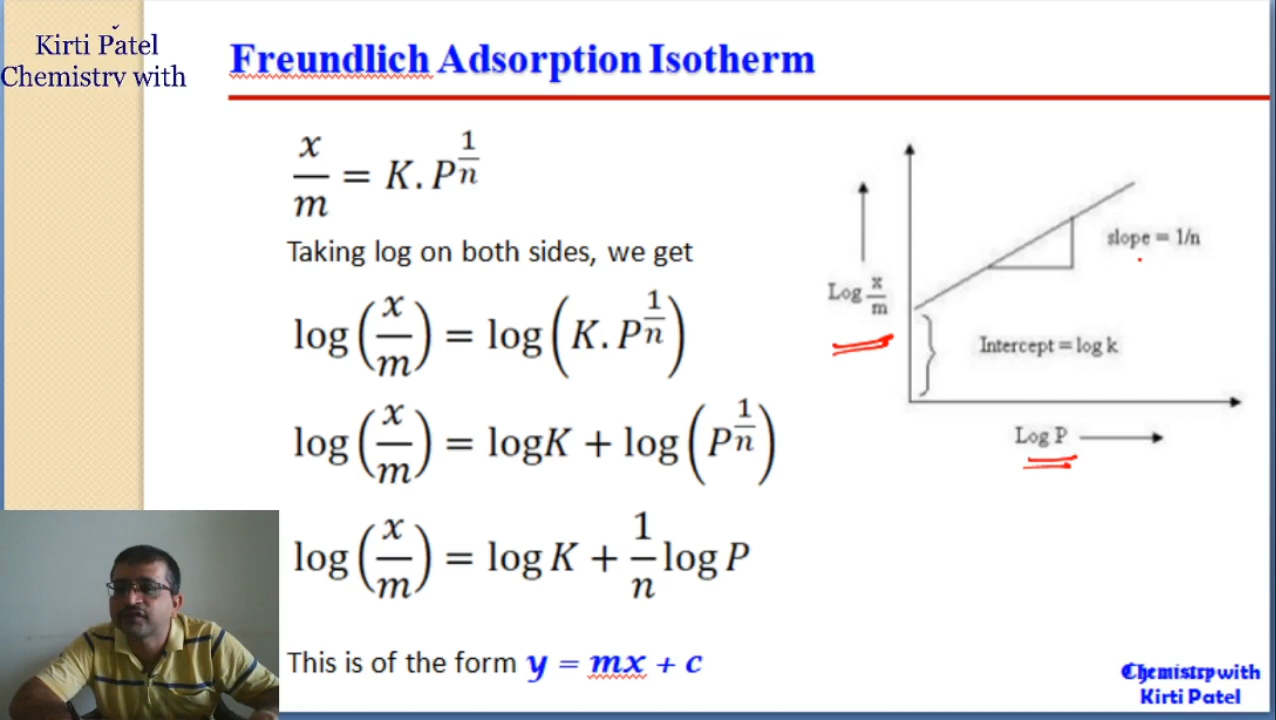 Kirti Patel
Chemistry with
Freundlich Adsorption Isotherm
x/m = K.P^(1/n)
Taking log on both sides, we get
log(x/m) = log(K.P^(1/n))
log(x/m) = logK + log(P^(1/n))
log(x/m) = log K + 1/n log P
This is of the form y = mx + c
slope = 1/n
Log x/m
Intercept = log k
Log P
Chemistry with
Kirti Patel